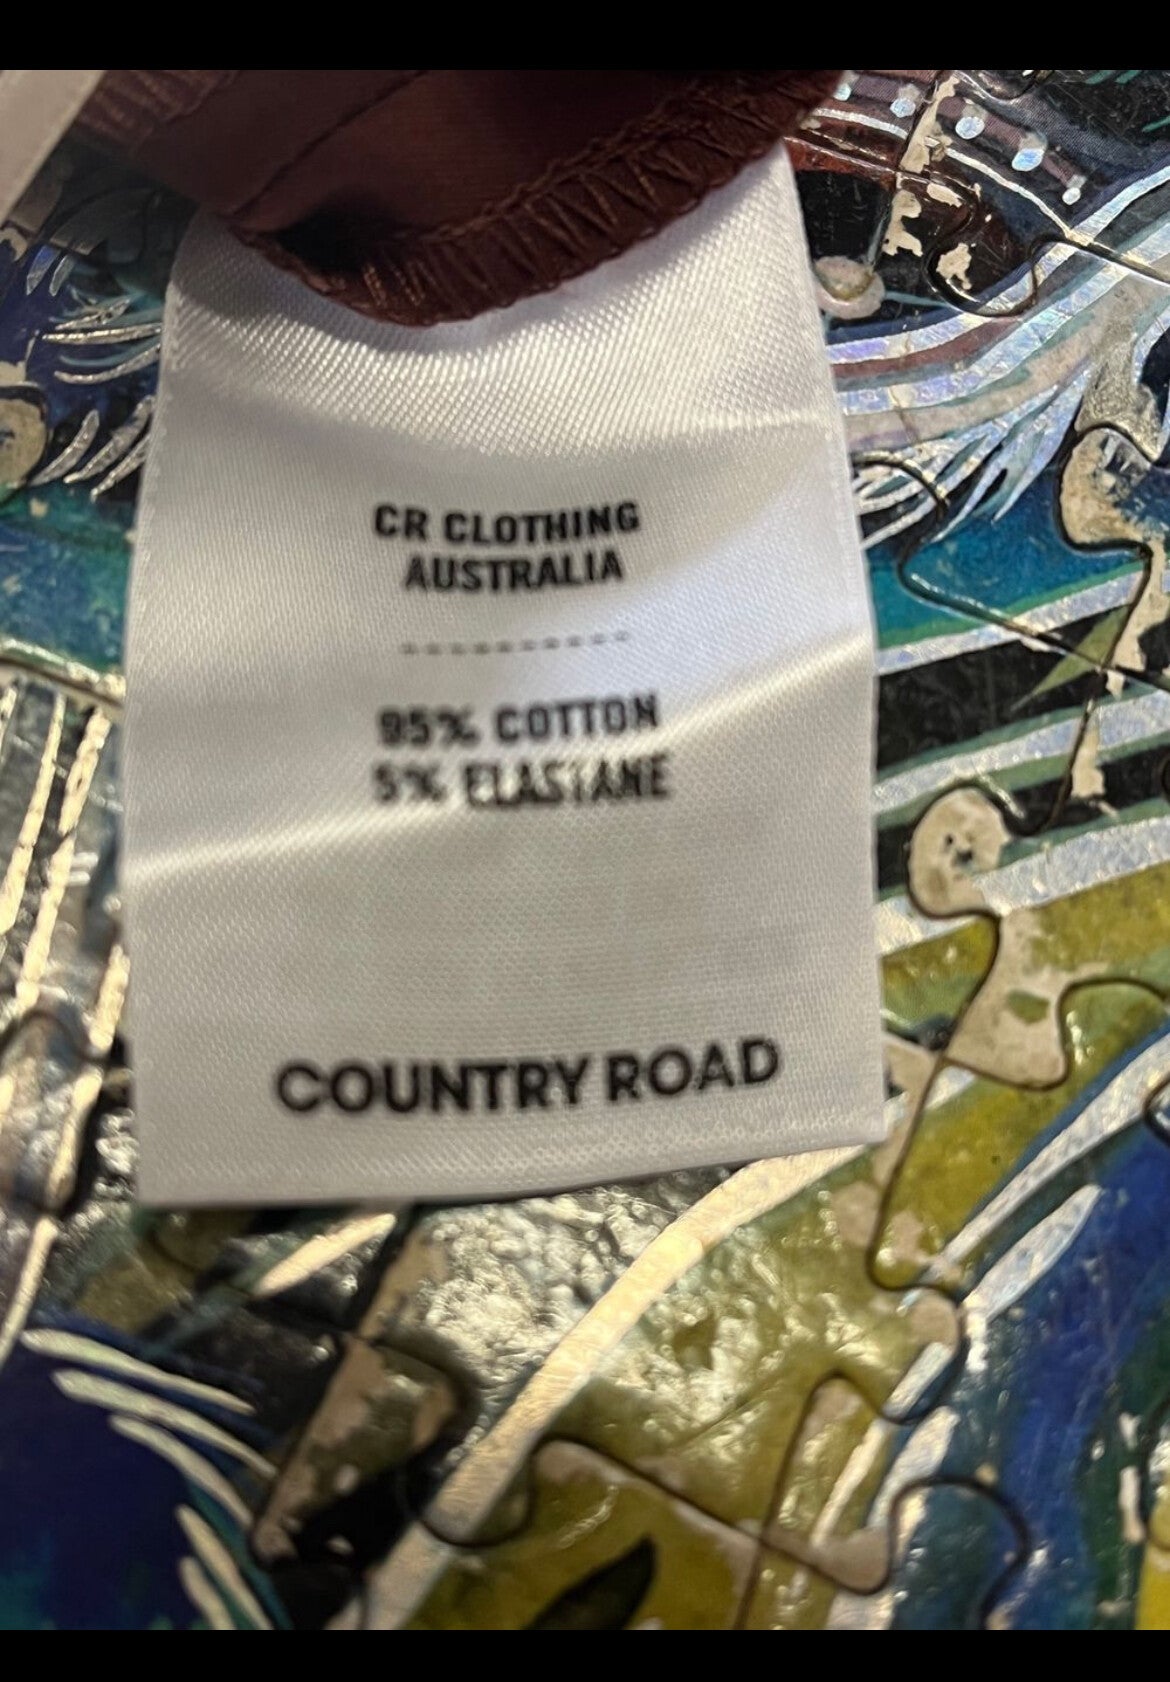 CR CLOTHING
AUSTRALIA
----------
95% COTTON
5% ELASTANE
COUNTRY ROAD